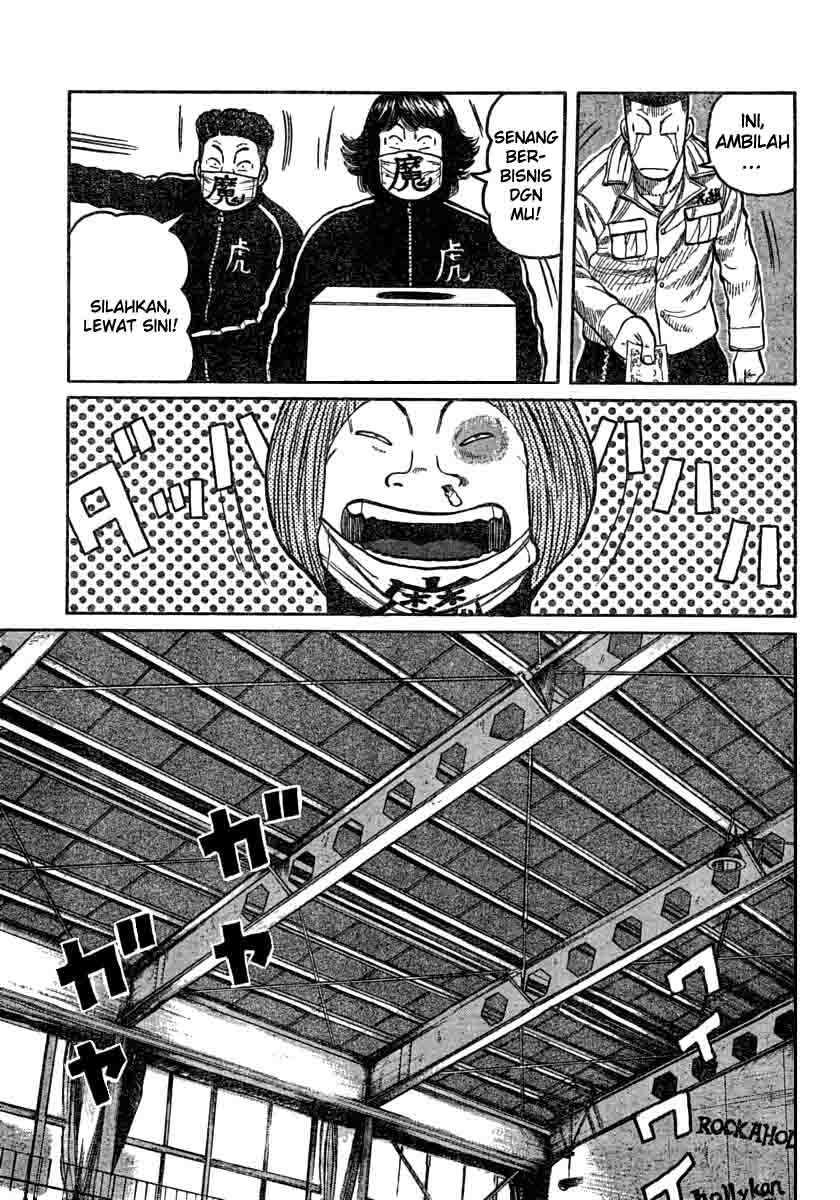 INI,
AMBILAH
...
SENANG
BER-
BISNIS
DGN
MU!
魔
虎
魔
虎
SILAHKAN,
LEWAT SINI!
ダッハハハハ
ガヤ
ガヤ
ワイ
ワイ
ROCKAHOL